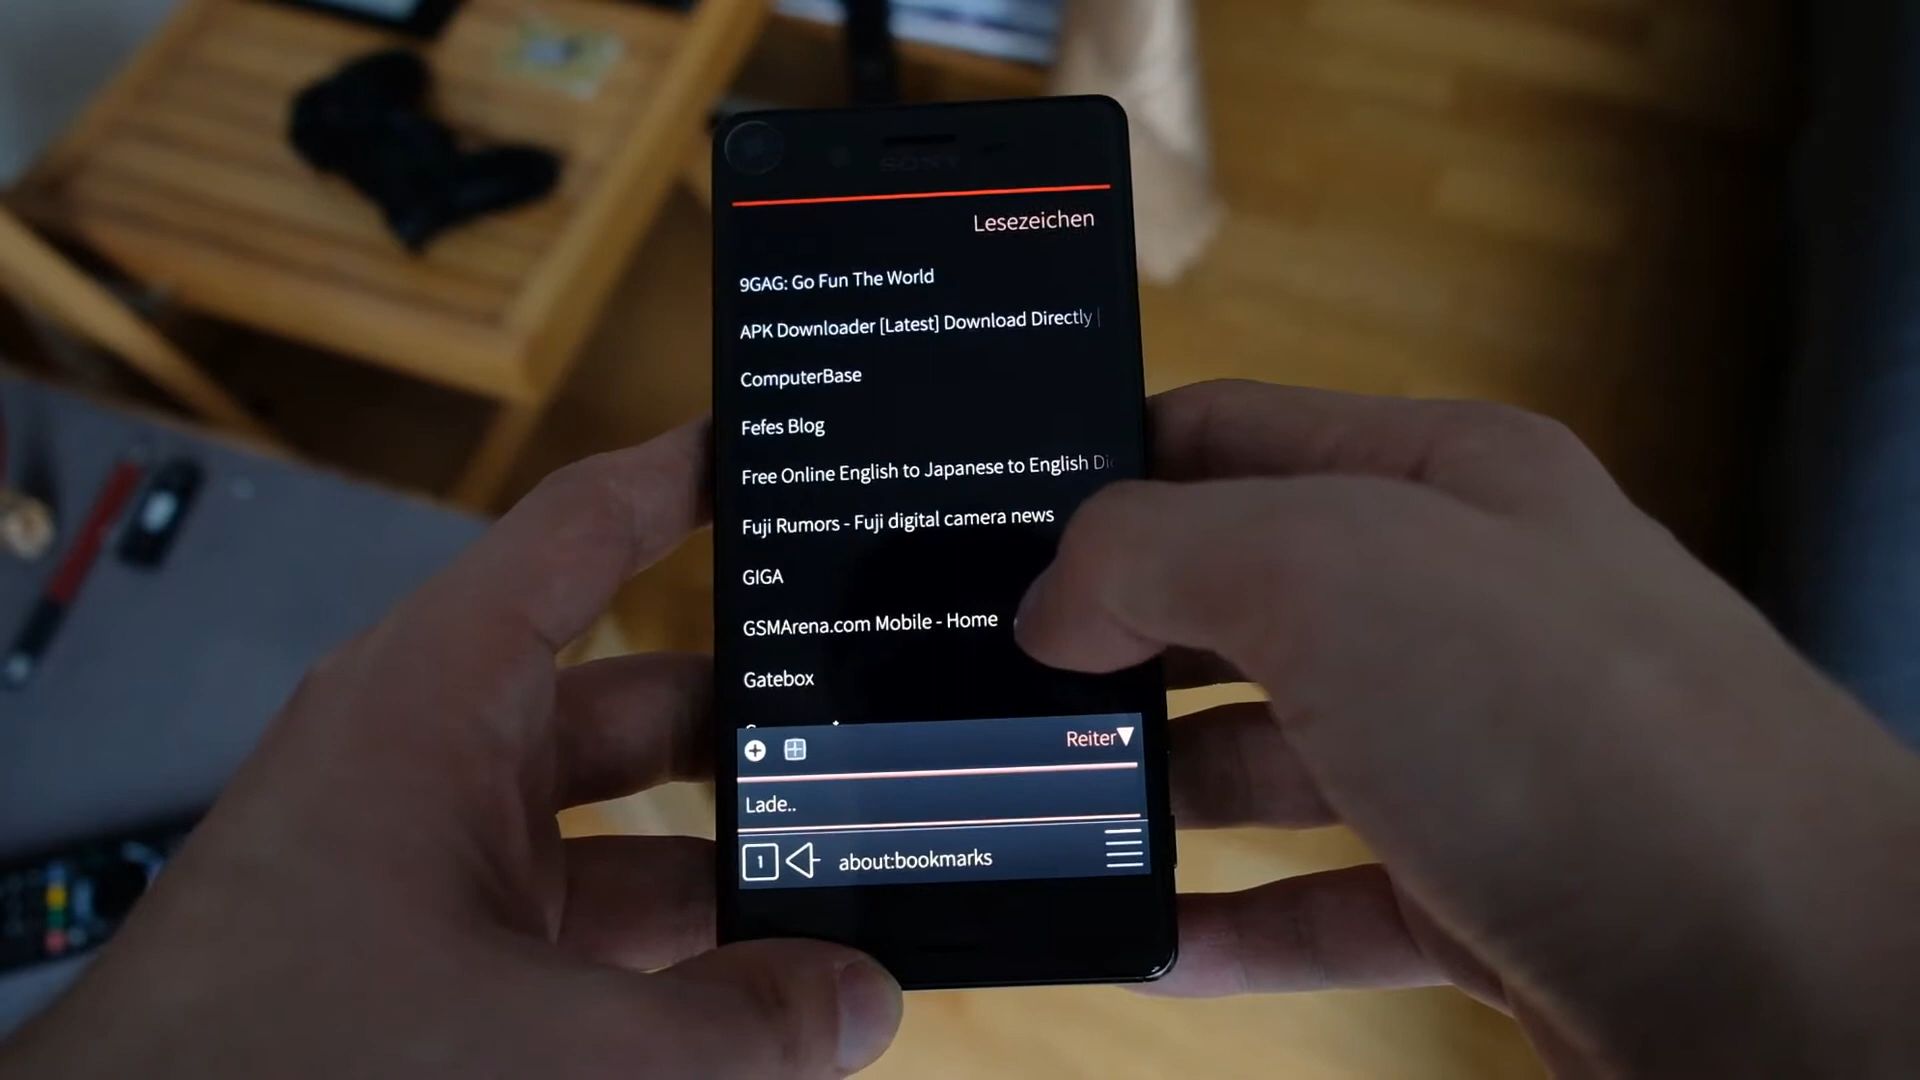 SONY
Lesezeichen
9GAG: Go Fun The World
APK Downloader [Latest] Download Directly |
ComputerBase
Fefes Blog
Free Online English to Japanese to English
Fuji Rumors - Fuji digital camera news
GIGA
GSMArena.com Mobile - Home
Gatebox
Reiter
Lade..
1 about:bookmarks